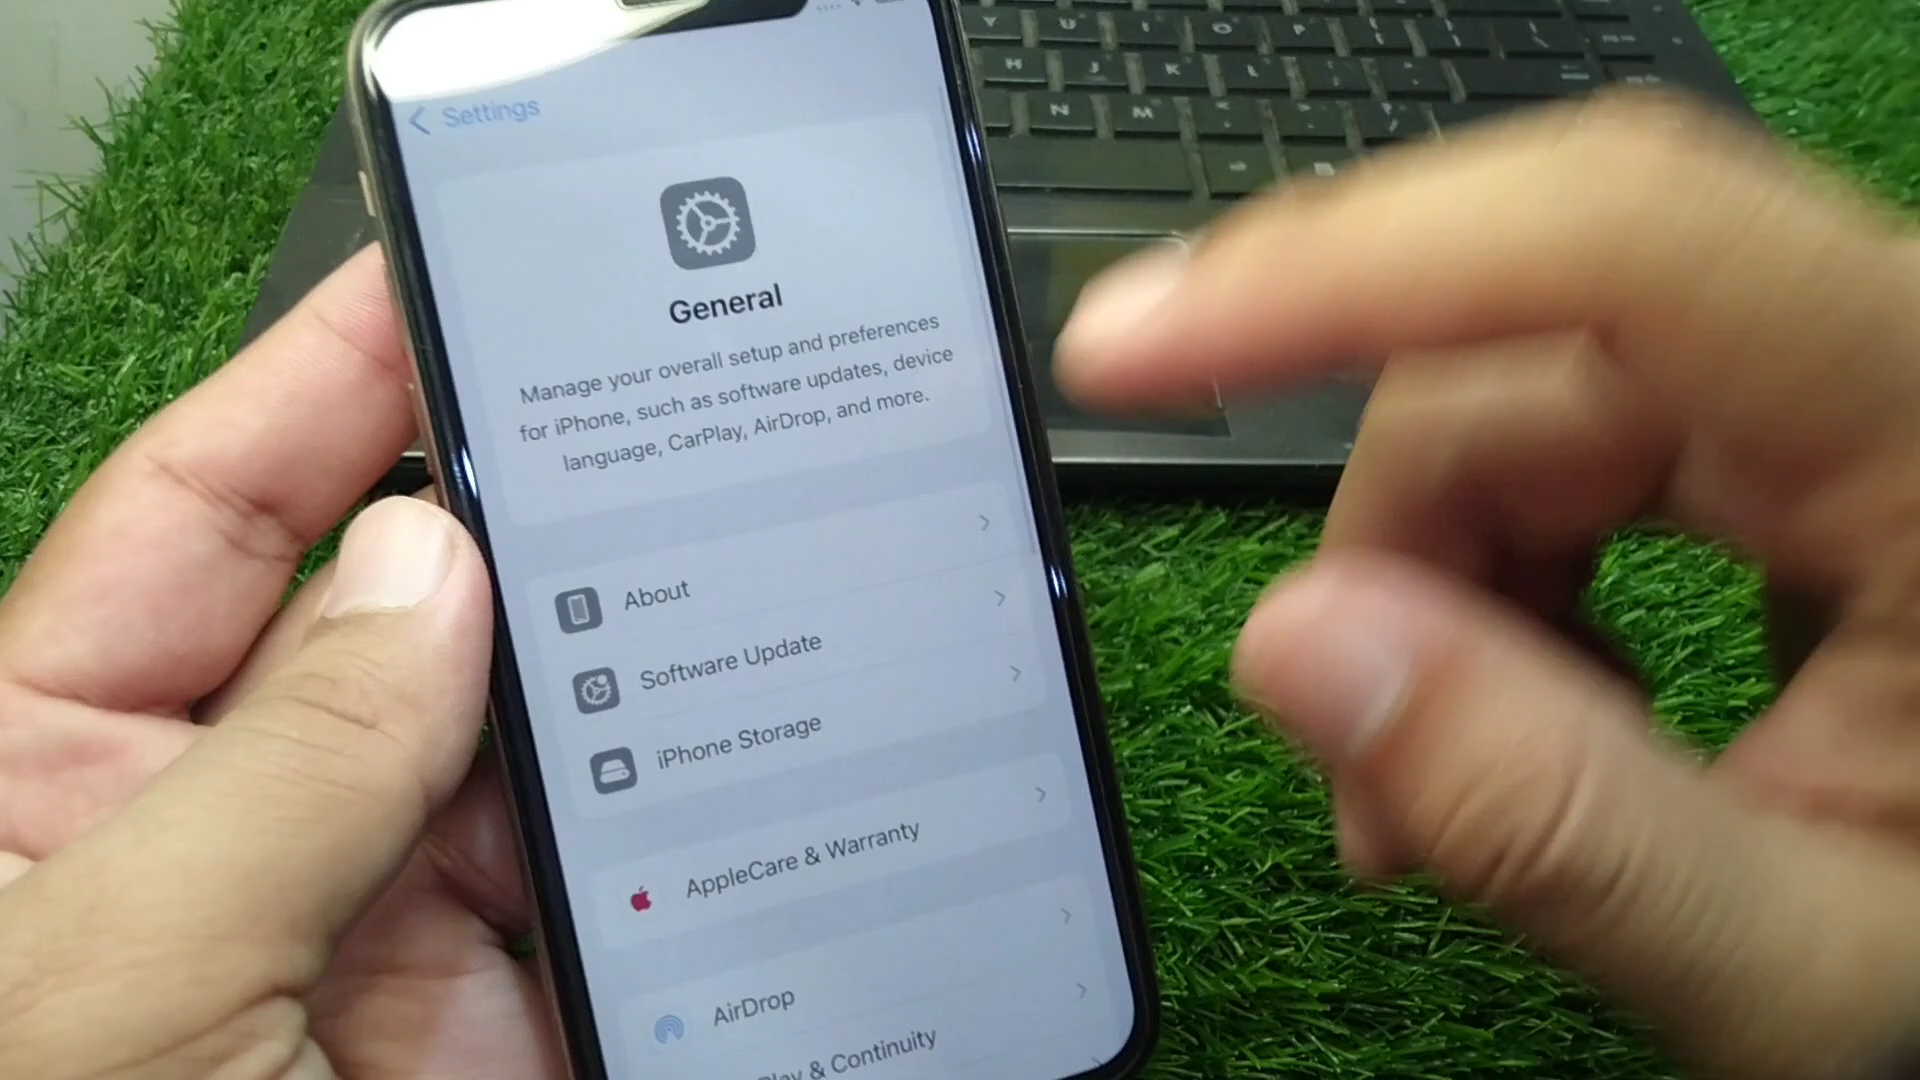 Y U I O P
H J K L
N M
Settings
General
Manage your overall setup and preferences
for iPhone, such as software updates, device
language, CarPlay, AirDrop, and more.
About
Software Update
iPhone Storage
AppleCare & Warranty
AirDrop
& Continuity